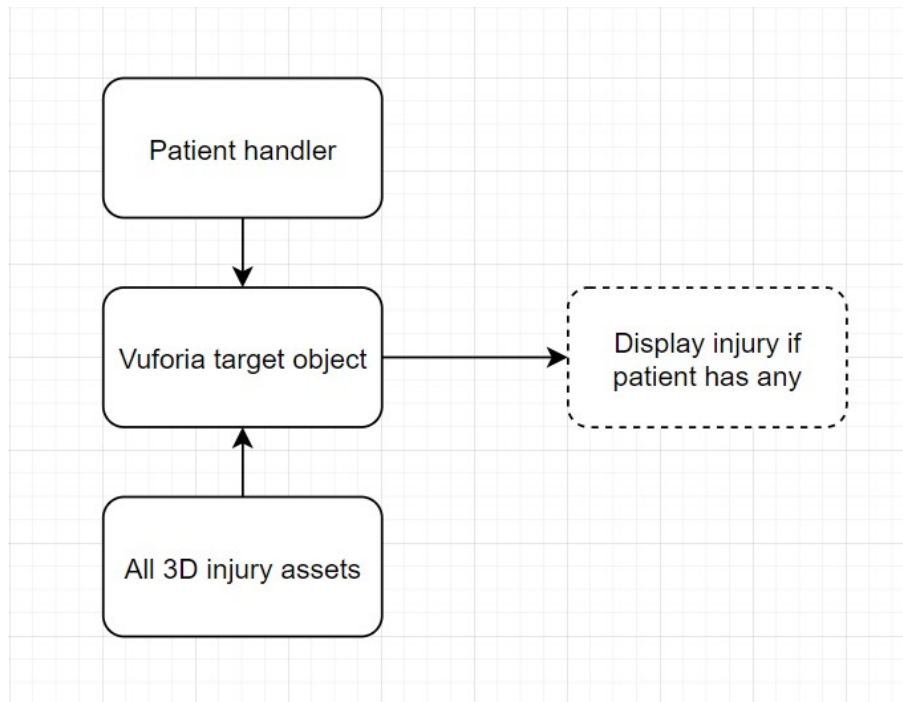 Patient handler
Vuforia target object
Display injury if
patient has any
All 3D injury assets